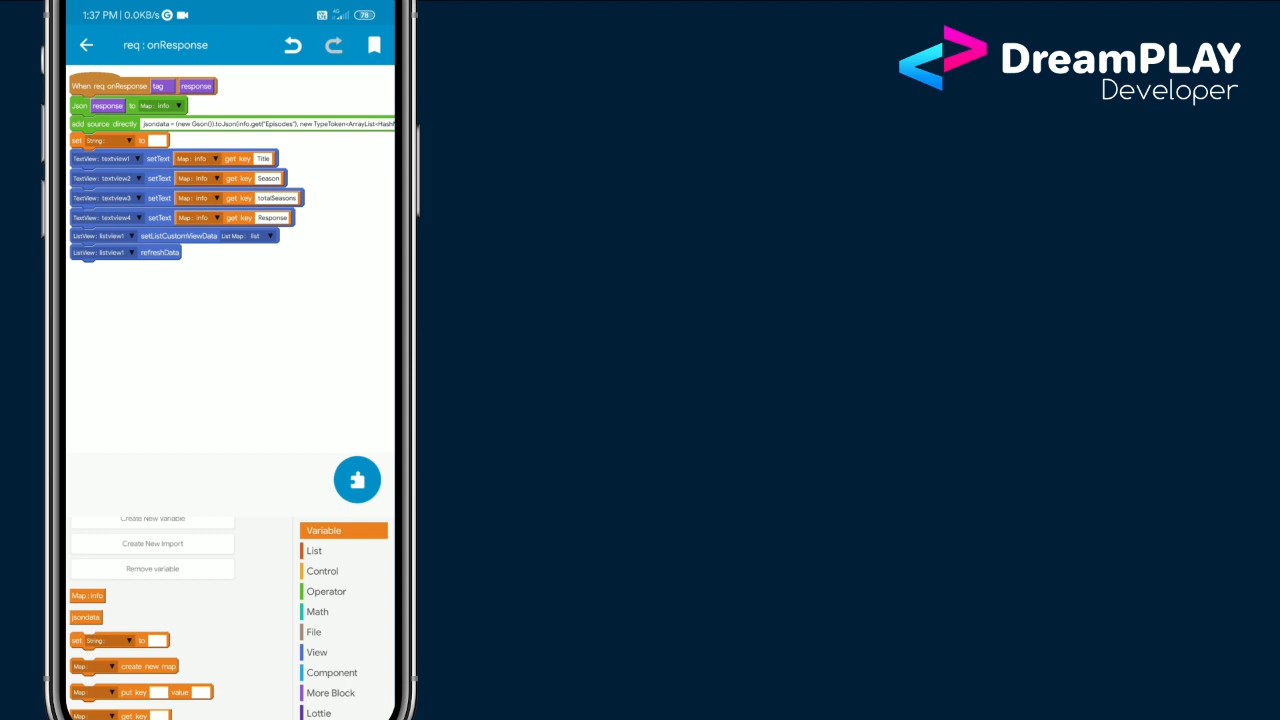 1:37 PM | 0.0KB/s
78
req : onResponse
When req onResponse tag response
Json response to Map : info
add source directly jsondata = (new Gson()).toJson(info.get("Episodes"), new TypeToken<ArrayList<Hash
set String : to
TextView : textview1 setText Map : info get key Title
TextView : textview2 setText Map : info get key Season
TextView : textview3 setText Map : info get key totalSeasons
TextView : textview4 setText Map : info get key Response
ListView : listview1 setListCustomViewData List Map : list
ListView : listview1 refreshData
Create New Variable
Create New Import
Remove variable
Map : info
jsondata
set String : to
Map : create new map
Map : put key value
Map : get key
Variable
List
Control
Operator
Math
File
View
Component
More Block
Lottie
DreamPLAY
Developer